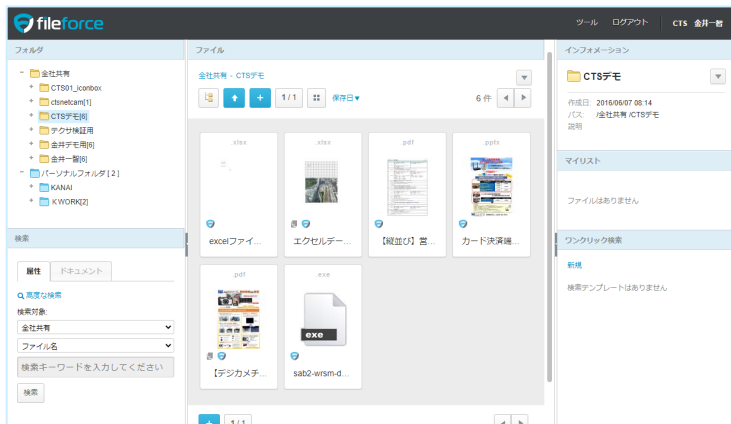 fileforce
ツール ログアウト CTS 金井一哲
フォルダ
全社共有
CTS01_iconbox
ctsnetcam[1]
CTSデモ[6]
テクサ検証用
金井デモ用[6]
金井一哲[6]
パーソナルフォルダ [ 2 ]
KANAI
K WORK[2]
検索
属性 ドキュメント
高度な検索
検索対象:
全社共有
ファイル名
検索キーワードを入力してください
検索
ファイル
全社共有 - CTSデモ
1 / 1 保存日▼ 6 件
.xlsx .xlsx .pdf .pptx
excelファイ... エクセルデー... 【縦並び】営... カード決済端...
.pdf .exe
exe
【デジカメチ... sab2-wrsm-d...
1/1
インフォメーション
CTSデモ
作成日: 2016/06/07 08:14
パス: /全社共有 /CTSデモ
説明
マイリスト
ファイルはありません
ワンクリック検索
新規
検索テンプレートはありません